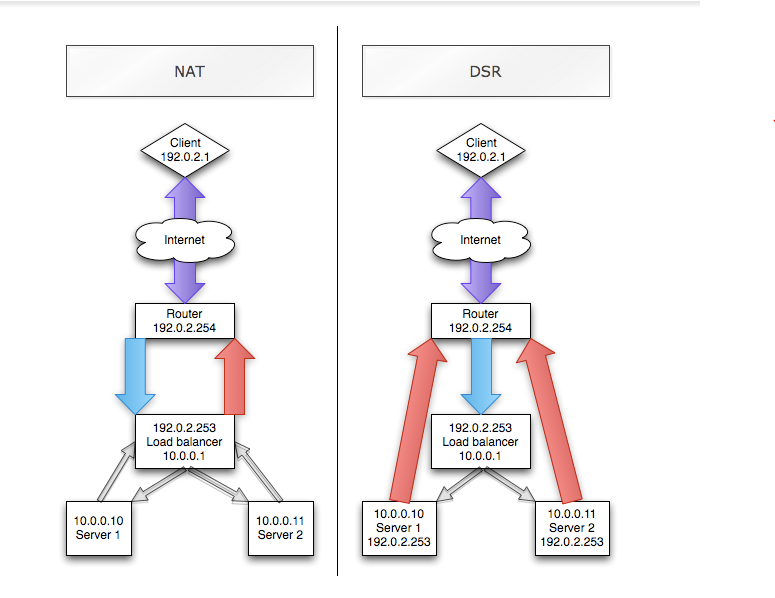 NAT
Client
192.0.2.1
Internet
Router
192.0.2.254
192.0.2.253
Load balancer
10.0.0.1
10.0.0.10
Server 1
10.0.0.11
Server 2
DSR
Client
192.0.2.1
Internet
Router
192.0.2.254
192.0.2.253
Load balancer
10.0.0.1
10.0.0.10
Server 1
192.0.2.253
10.0.0.11
Server 2
192.0.2.253